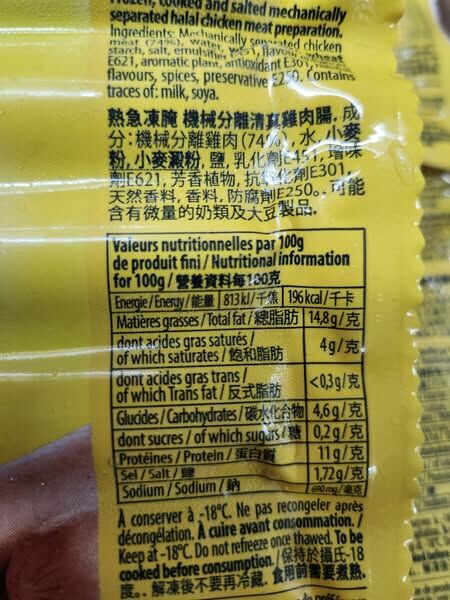 Frozen, cooked and salted mechanically
separated halal chicken meat preparation.
Ingredients: Mechanically separated chicken
meat (74%), water, wheat
starch, salt, emulsifier flavour
E621, aromatic plant, antioxidant E301,
flavours, spices, preservative E250. Contains
traces of: milk, soya.
熟急凍腌 機械分離清真雞肉腸. 成
分:機械分離雞肉(74%), 水, 小麥
粉, 小麥澱粉, 鹽, 乳化劑E451, 增味
劑E621, 芳香植物, 抗氧化劑E301,
天然香料, 香料, 防腐劑E250。. 可能
含有微量的奶類及大豆製品.
Valeurs nutritionnelles par 100g
de produit fini / Nutritional information
for 100g / 營養資料每100克
Energie / Energy / 能量 813 kJ / 千焦 196 kcal / 千卡
Matières grasses / Total fat / 總脂肪 14,8 g / 克
dont acides gras saturés /
of which saturates / 飽和脂肪 4 g / 克
dont acides gras trans /
of which Trans fat / 反式脂肪 <0,3 g / 克
Glucides / Carbohydrates / 碳水化合物 4,6 g / 克
dont sucres / of which sugars / 糖 0,2 g / 克
Protéines / Protein / 蛋白質 11 g / 克
Sel / Salt / 鹽 1,72 g / 克
Sodium / Sodium / 鈉 690 mg / 毫克
À conserver à -18°C. Ne pas recongeler après
décongélation. À cuire avant consommation. /
Keep at -18°C. Do not refreeze once thawed. To be
cooked before consumption. / 保持於攝氏-18
度。. 解凍後不要再冷藏. 食用前需要煮熟.